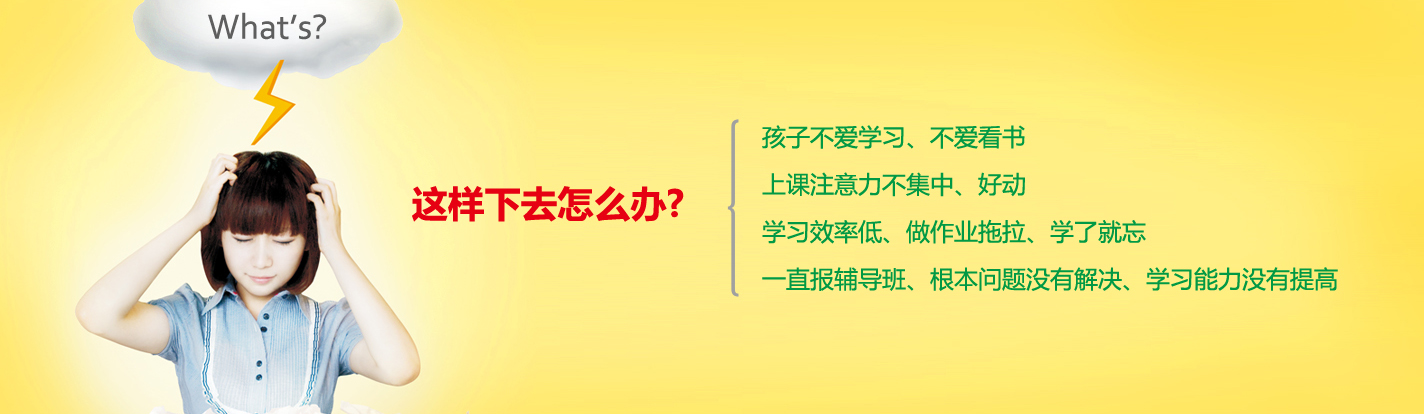 What's?
这样下去怎么办?
孩子不爱学习、不爱看书
上课注意力不集中、好动
学习效率低、做作业拖拉、学了就忘
一直报辅导班、根本问题没有解决、学习能力没有提高